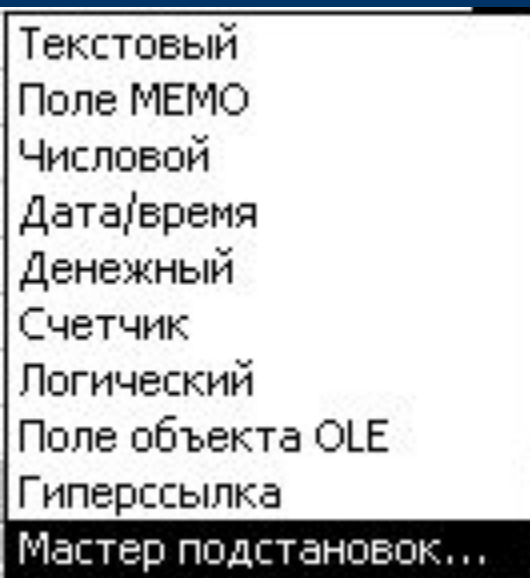 Текстовый
Поле МЕМО
Числовой
Дата/время
Денежный
Счетчик
Логический
Поле объекта OLE
Гиперссылка
Мастер подстановок...